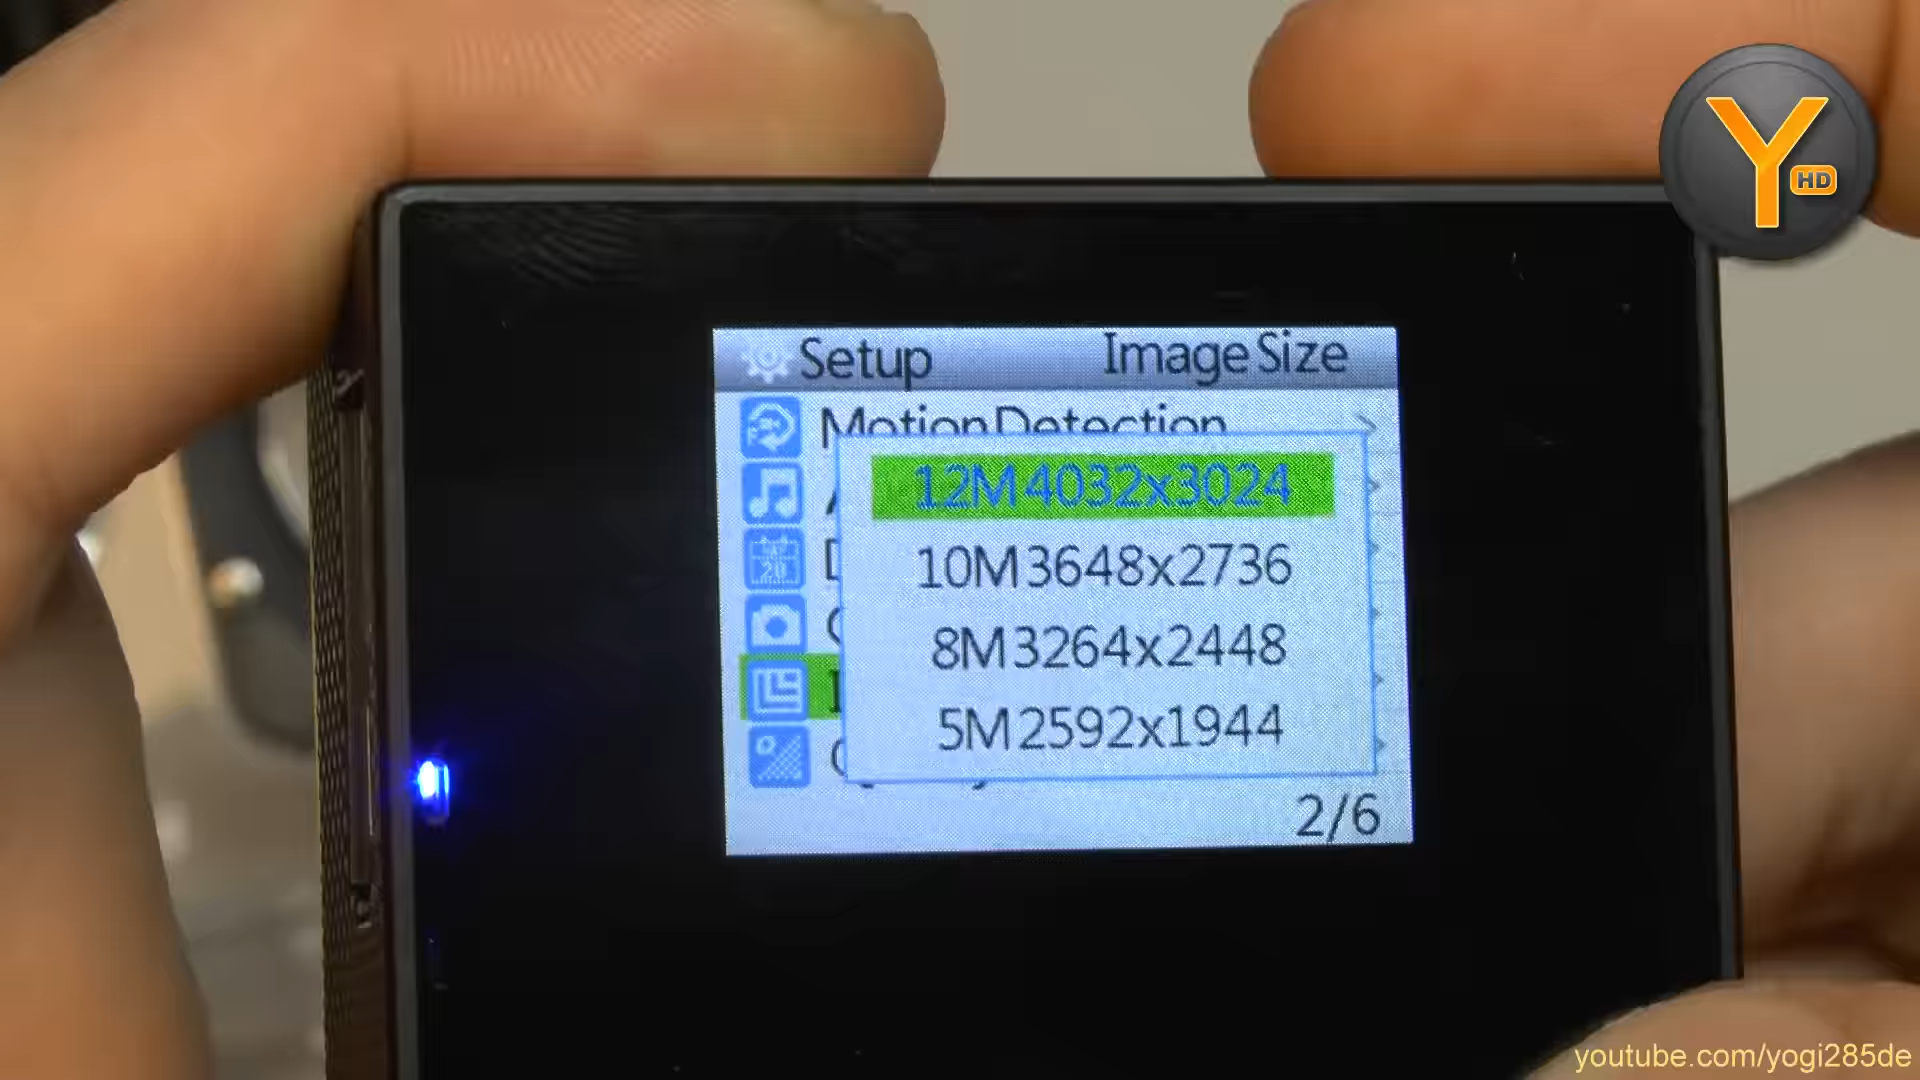 Y
HD
Setup
Image Size
Motion Detection
12M 4032x3024
10M 3648x2736
8M 3264x2448
5M 2592x1944
2/6
youtube.com/yogi285de